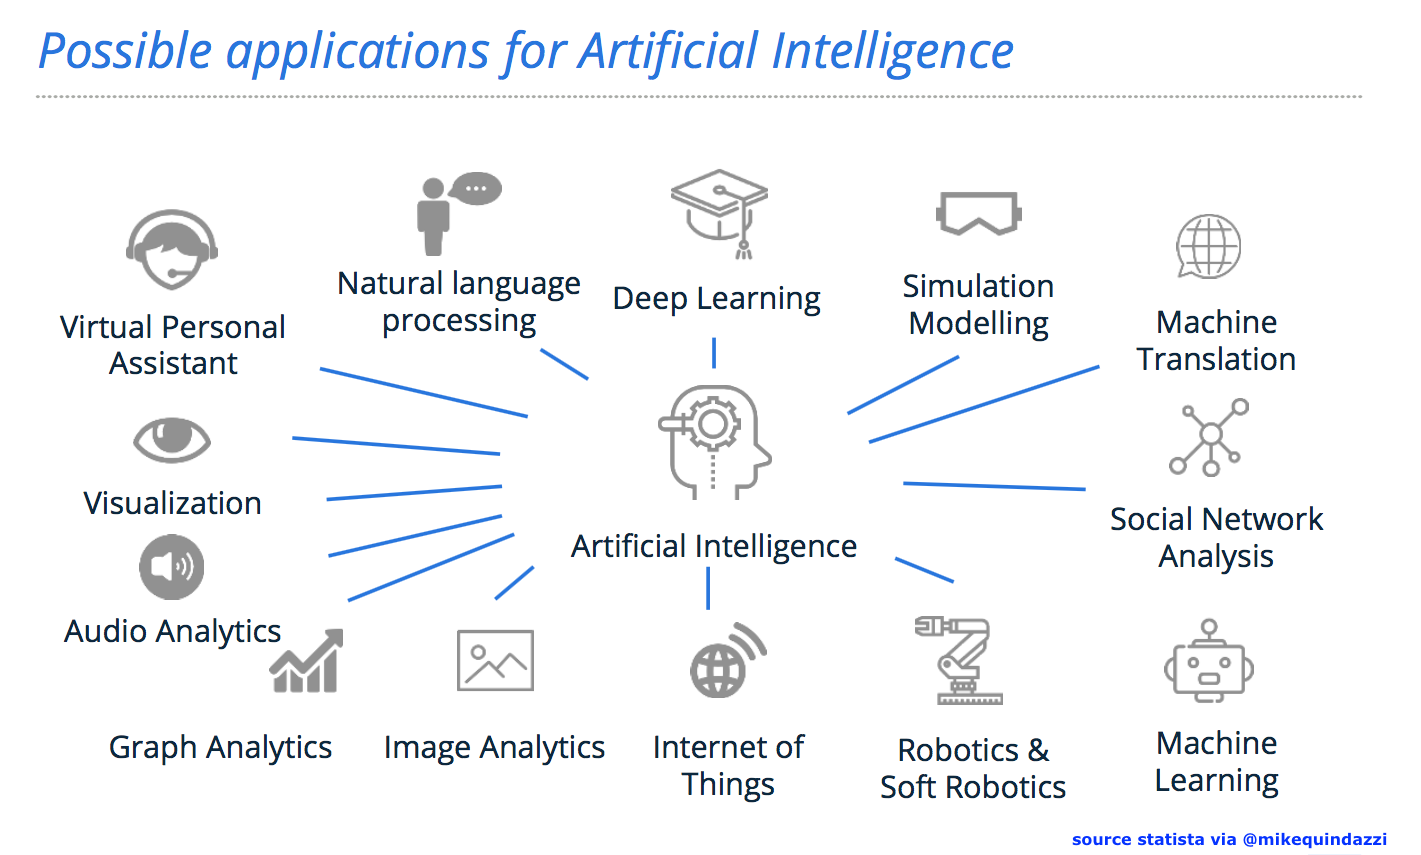 Possible applications for Artificial Intelligence
Natural language
processing
Deep Learning
Simulation
Modelling
Virtual Personal
Assistant
Machine
Translation
Visualization
Social Network
Analysis
Artificial Intelligence
Audio Analytics
Graph Analytics
Image Analytics
Internet of
Things
Robotics &
Soft Robotics
Machine
Learning
source statista via @mikequindazzi